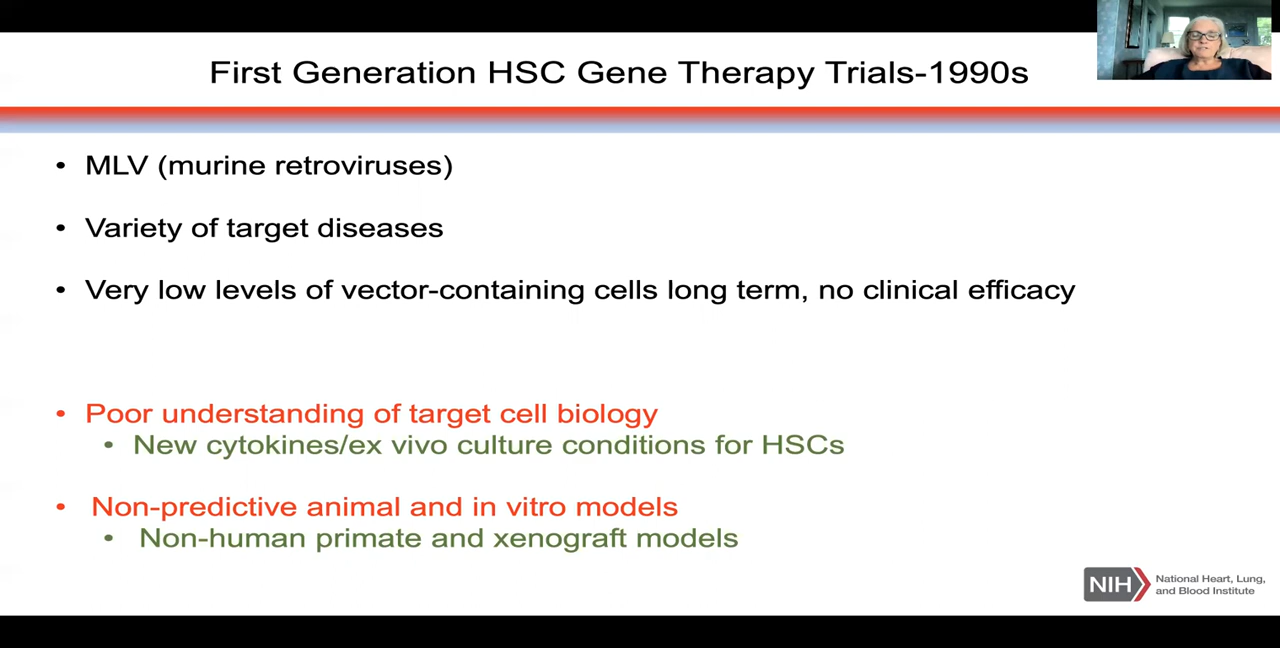 First Generation HSC Gene Therapy Trials-1990s
• MLV (murine retroviruses)
• Variety of target diseases
• Very low levels of vector-containing cells long term, no clinical efficacy
• Poor understanding of target cell biology
• New cytokines/ex vivo culture conditions for HSCs
• Non-predictive animal and in vitro models
• Non-human primate and xenograft models
NIH
National Heart, Lung,
and Blood Institute